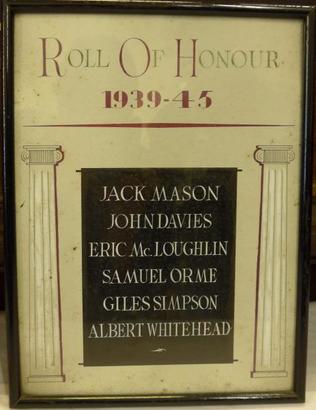 ROLL OF HONOUR
1939-45
JACK MASON
JOHN DAVIES
ERIC Mc. LOUGHLIN
SAMUEL ORME
GILES SIMPSON
ALBERT WHITEHEAD